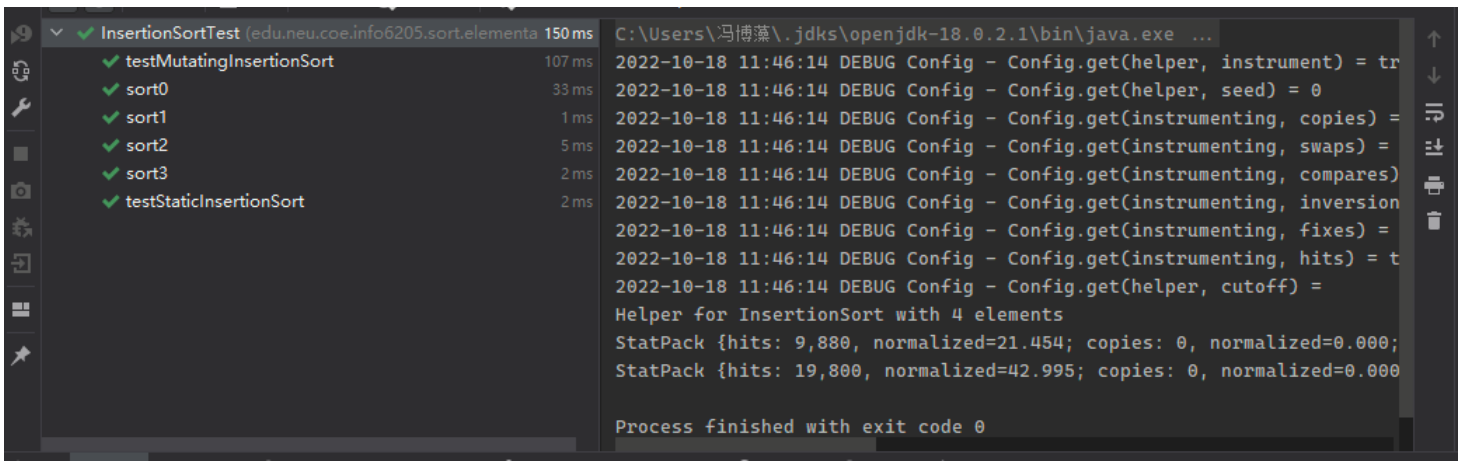 InsertionSortTest (edu.neu.coe.info6205.sort.elementa 150 ms
testMutatingInsertionSort 107 ms
sort0 33 ms
sort1 1 ms
sort2 5 ms
sort3 2 ms
testStaticInsertionSort 2 ms
C:\Users\冯博藻\.jdks\openjdk-18.0.2.1\bin\java.exe ...
2022-10-18 11:46:14 DEBUG Config - Config.get(helper, instrument) = tr
2022-10-18 11:46:14 DEBUG Config - Config.get(helper, seed) = 0
2022-10-18 11:46:14 DEBUG Config - Config.get(instrumenting, copies) =
2022-10-18 11:46:14 DEBUG Config - Config.get(instrumenting, swaps) =
2022-10-18 11:46:14 DEBUG Config - Config.get(instrumenting, compares)
2022-10-18 11:46:14 DEBUG Config - Config.get(instrumenting, inversion
2022-10-18 11:46:14 DEBUG Config - Config.get(instrumenting, fixes) =
2022-10-18 11:46:14 DEBUG Config - Config.get(instrumenting, hits) = t
2022-10-18 11:46:14 DEBUG Config - Config.get(helper, cutoff) =
Helper for InsertionSort with 4 elements
StatPack {hits: 9,880, normalized=21.454; copies: 0, normalized=0.000;
StatPack {hits: 19,800, normalized=42.995; copies: 0, normalized=0.000
Process finished with exit code 0